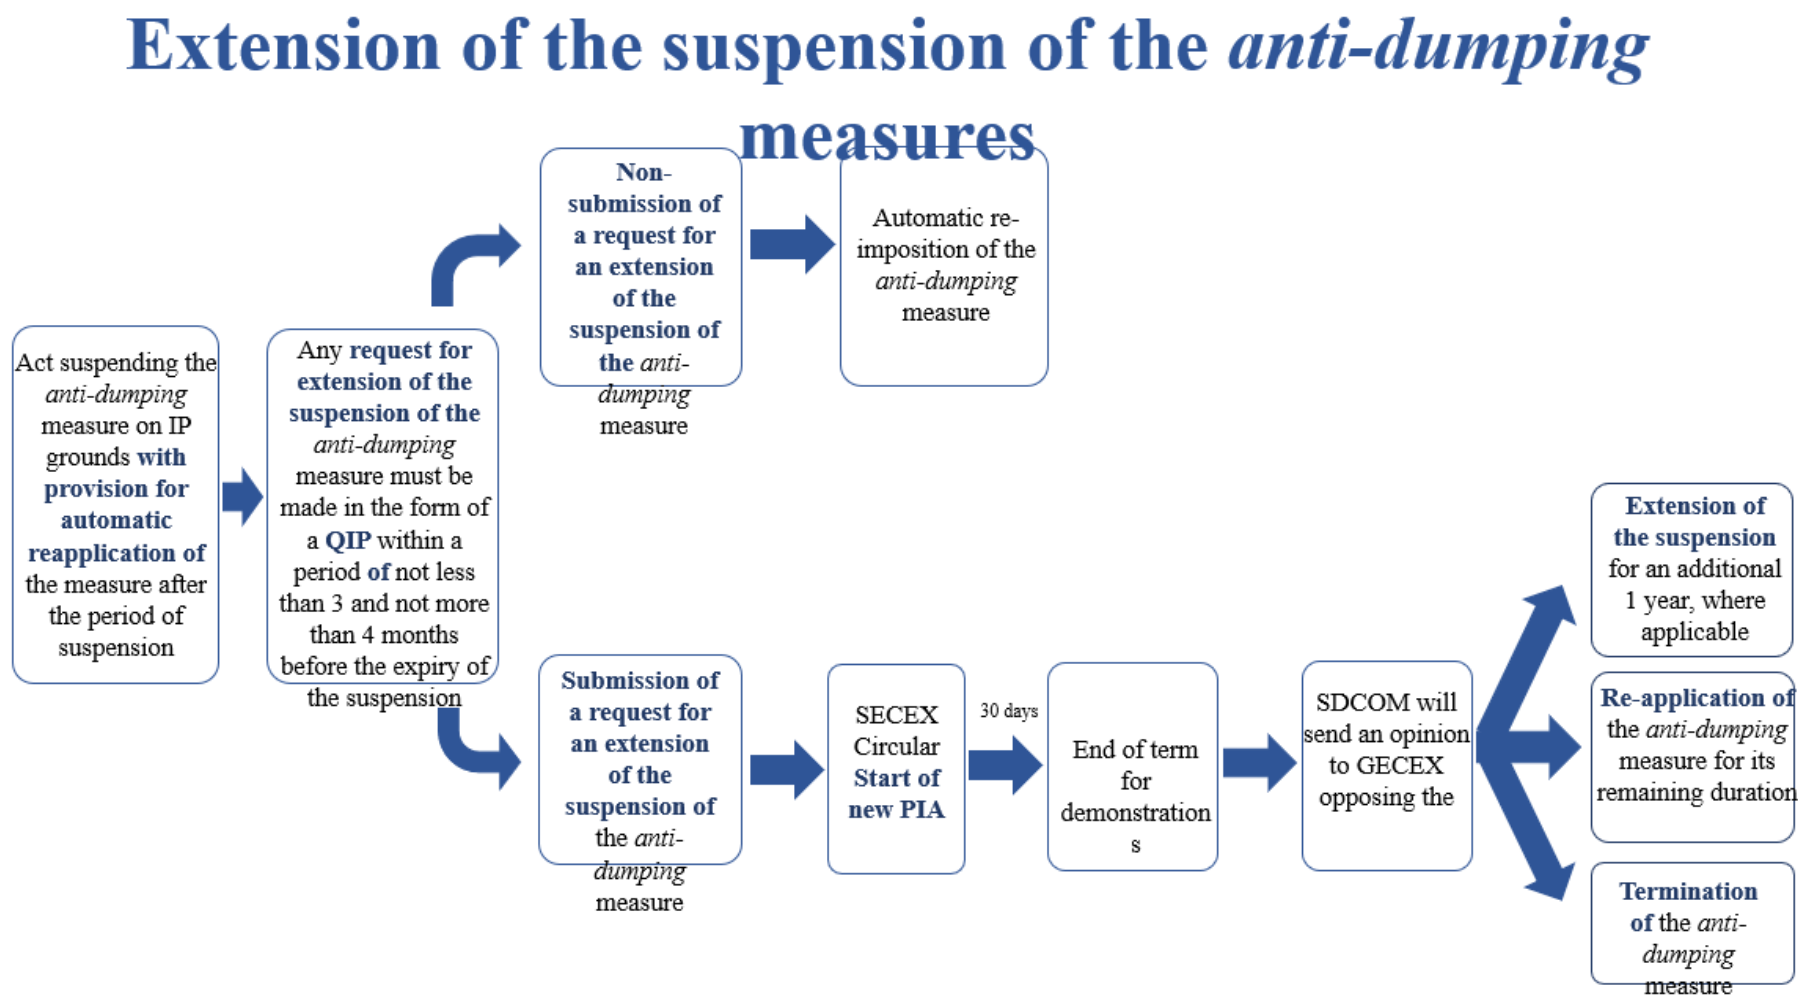 Extension of the suspension of the anti-dumping
measures
Act suspending the
anti-dumping
measure on IP
grounds with
provision for
automatic
reapplication of
the measure after
the period of
suspension
Any request for
extension of the
suspension of the
anti-dumping
measure must be
made in the form of
a QIP within a
period of not less
than 3 and not more
than 4 months
before the expiry of
the suspension
Non-
submission of
a request for
an extension
of the
suspension of
the anti-
dumping
measure
Automatic re-
imposition of the
anti-dumping
measure
Submission of
a request for
an extension
of the
suspension of
the anti-
dumping
measure
SECEX
Circular
Start of
new PIA
30 days
End of term
for
demonstration
s
SDCOM will
send an opinion
to GECEX
opposing the
Extension of
the suspension
for an additional
1 year, where
applicable
Re-application of
the anti-dumping
measure for its
remaining duration
Termination
of the anti-
dumping
measure